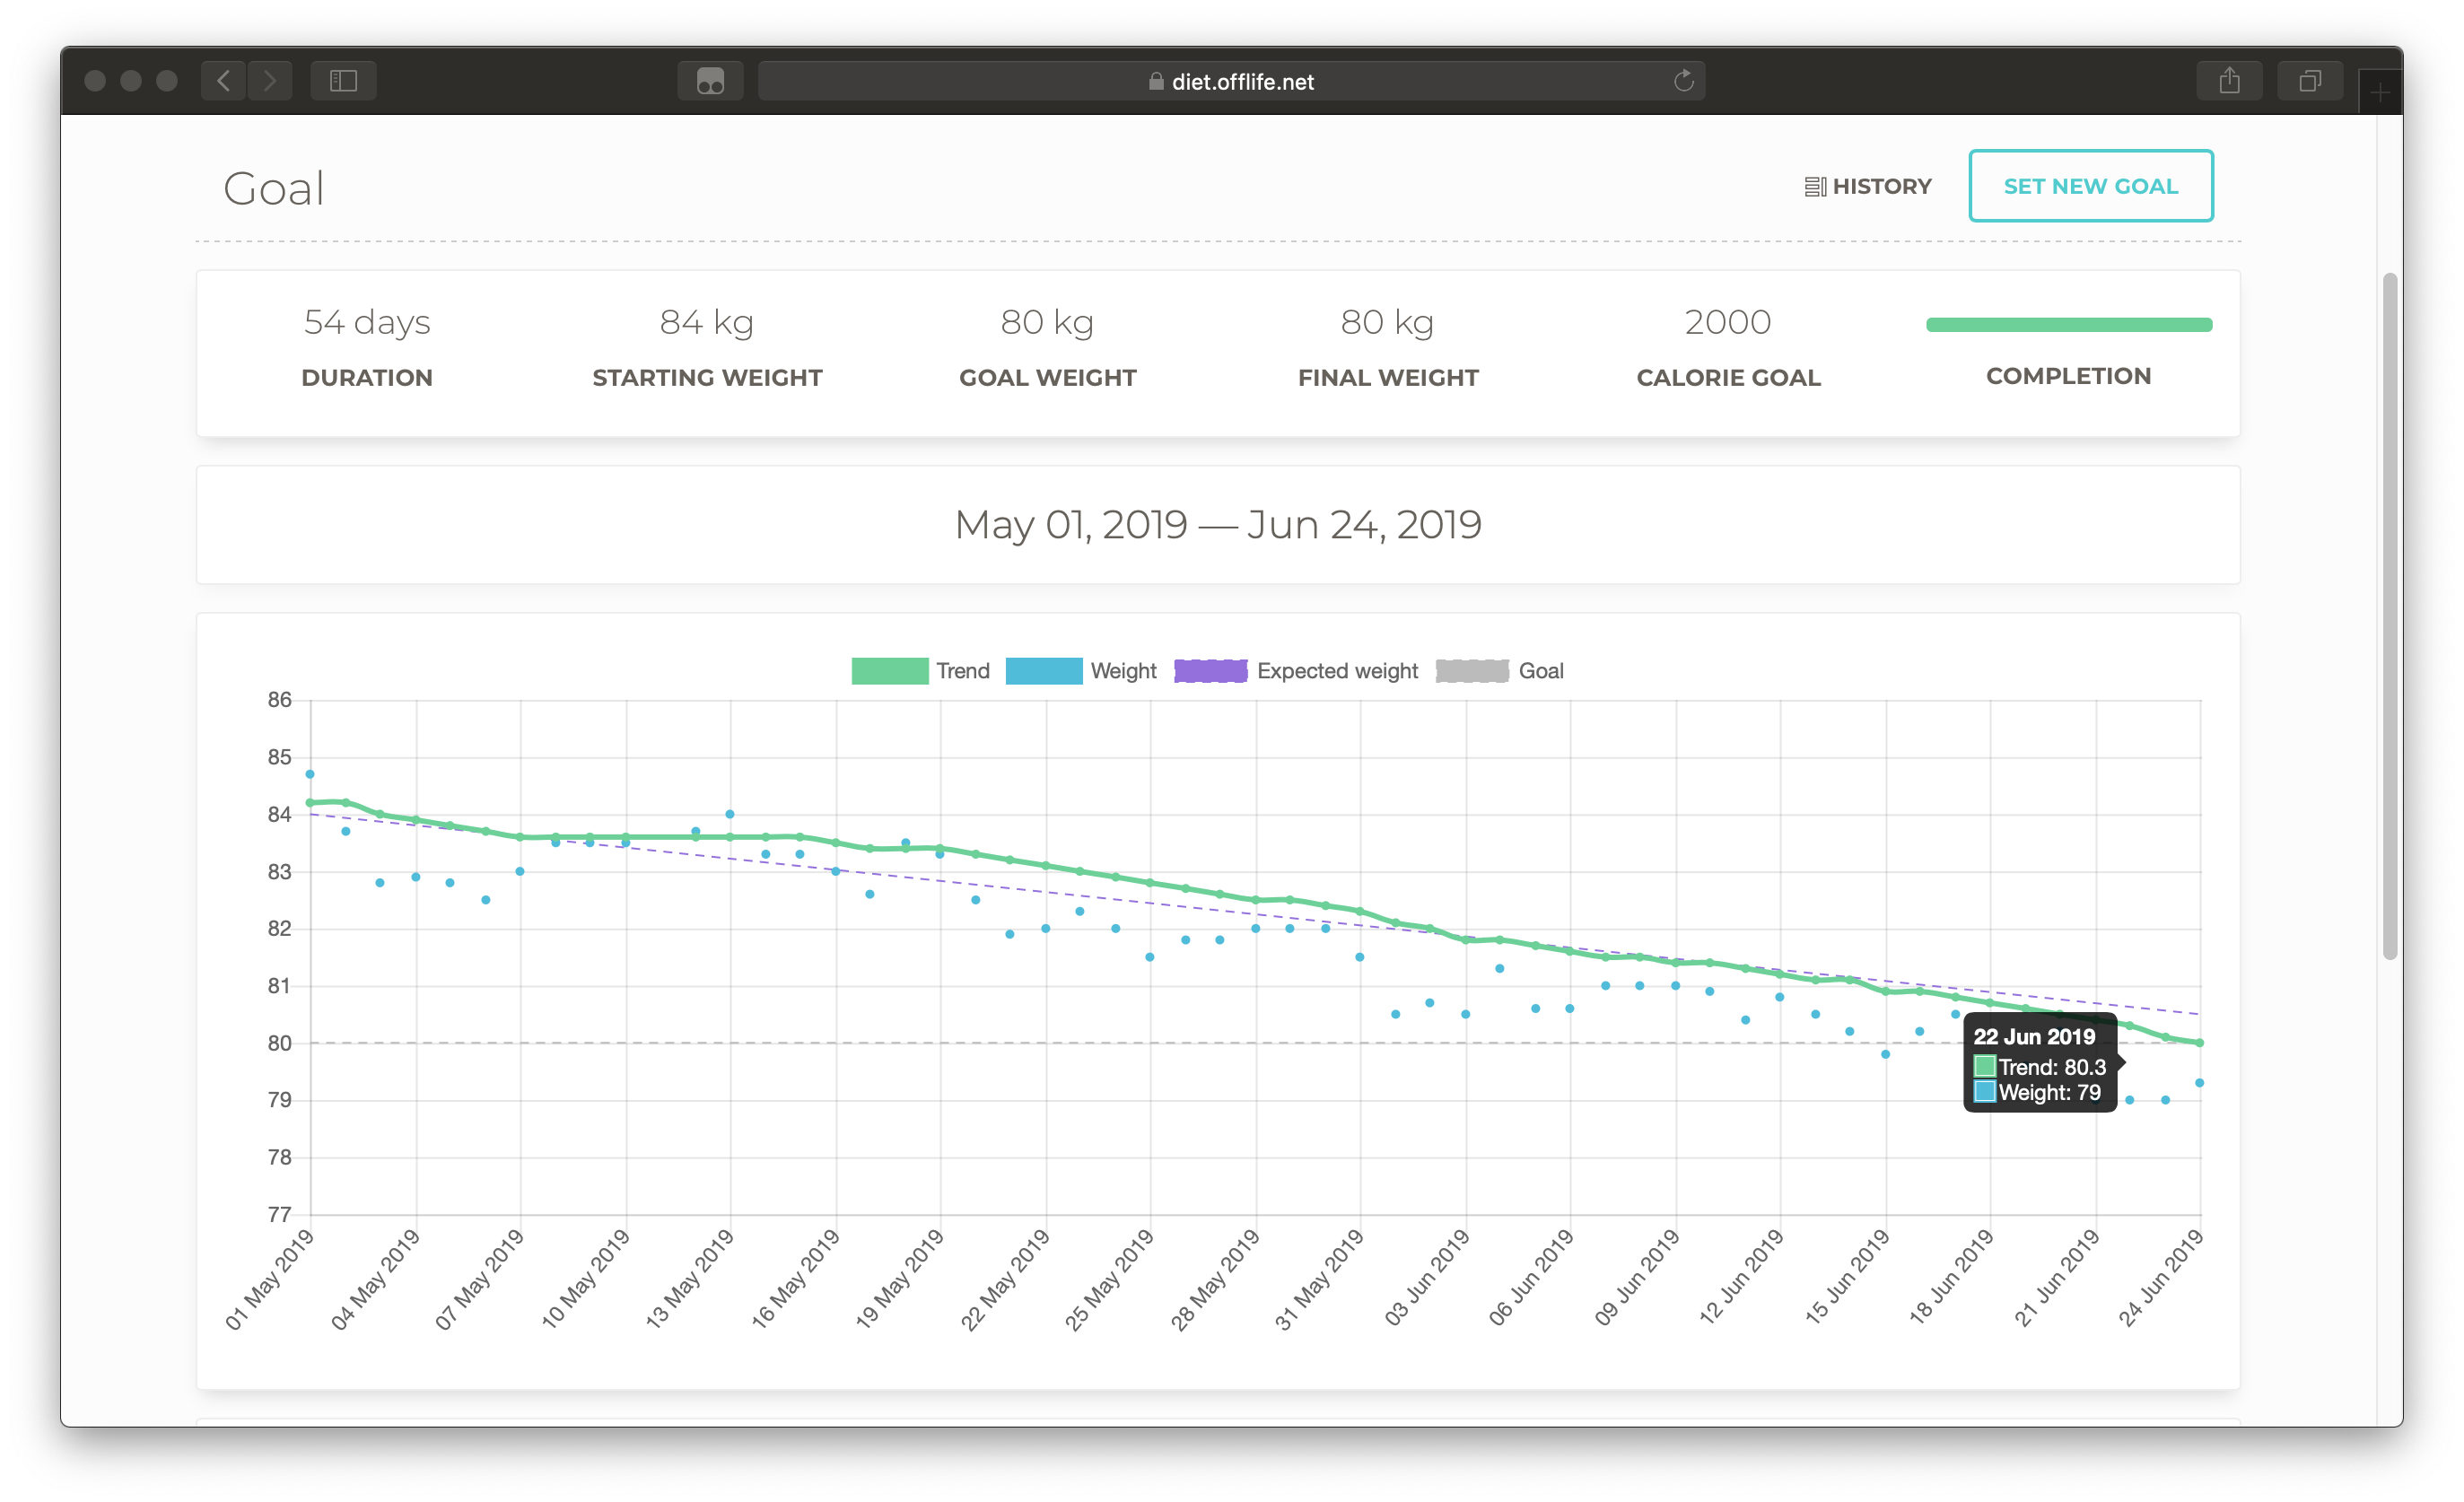 diet.offlife.net
Goal
HISTORY
SET NEW GOAL
54 days
DURATION
84 kg
STARTING WEIGHT
80 kg
GOAL WEIGHT
80 kg
FINAL WEIGHT
2000
CALORIE GOAL
COMPLETION
May 01, 2019 — Jun 24, 2019
Trend Weight Expected weight Goal
86
85
84
83
82
81
80
79
78
77
22 Jun 2019
Trend: 80.3
Weight: 79
01 May 2019
04 May 2019
07 May 2019
10 May 2019
13 May 2019
16 May 2019
19 May 2019
22 May 2019
25 May 2019
28 May 2019
31 May 2019
03 Jun 2019
06 Jun 2019
09 Jun 2019
12 Jun 2019
15 Jun 2019
18 Jun 2019
21 Jun 2019
24 Jun 2019